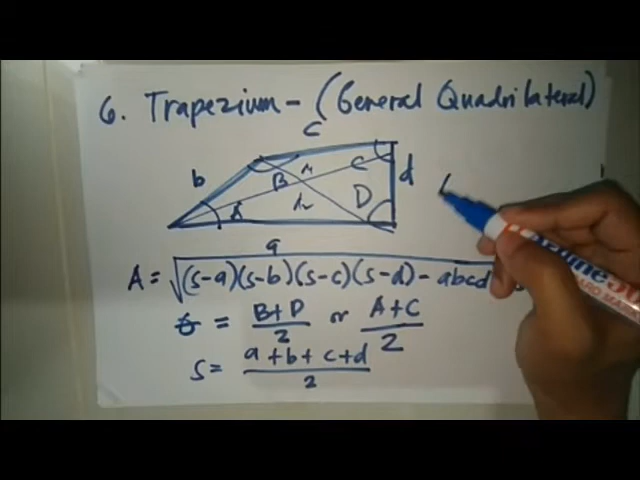 6. Trapezium - (General Quadrilateral)
c
b
B
C
d
A
D
a
A = √(s-a)(s-b)(s-c)(s-d) - abcd
θ = B+D/2 or A+C/2
S = a+b+c+d/2